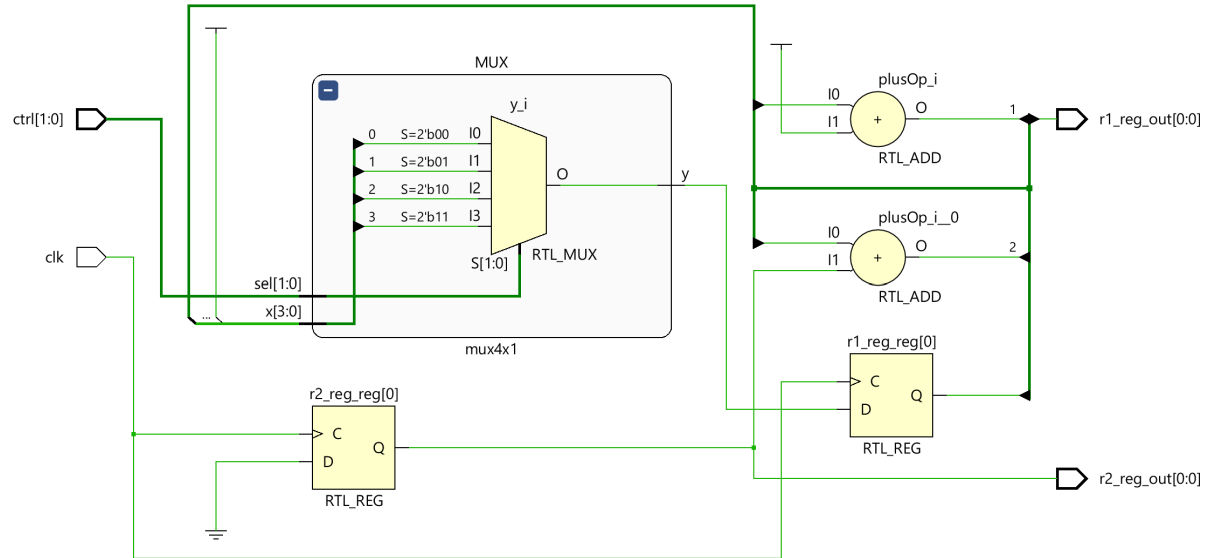 MUX
plusOp_i
y_i
I0
O
1
ctrl[1:0]
I1
+
r1_reg_out[0:0]
0 S=2'b00 I0
RTL_ADD
1 S=2'b01 I1
O
y
2 S=2'b10 I2
3 S=2'b11 I3
plusOp_i__0
I0
O
2
clk
S[1:0]
RTL_MUX
I1
+
sel[1:0]
RTL_ADD
...
x[3:0]
mux4x1
r1_reg_reg[0]
C
Q
D
RTL_REG
r2_reg_reg[0]
C
Q
D
RTL_REG
r2_reg_out[0:0]